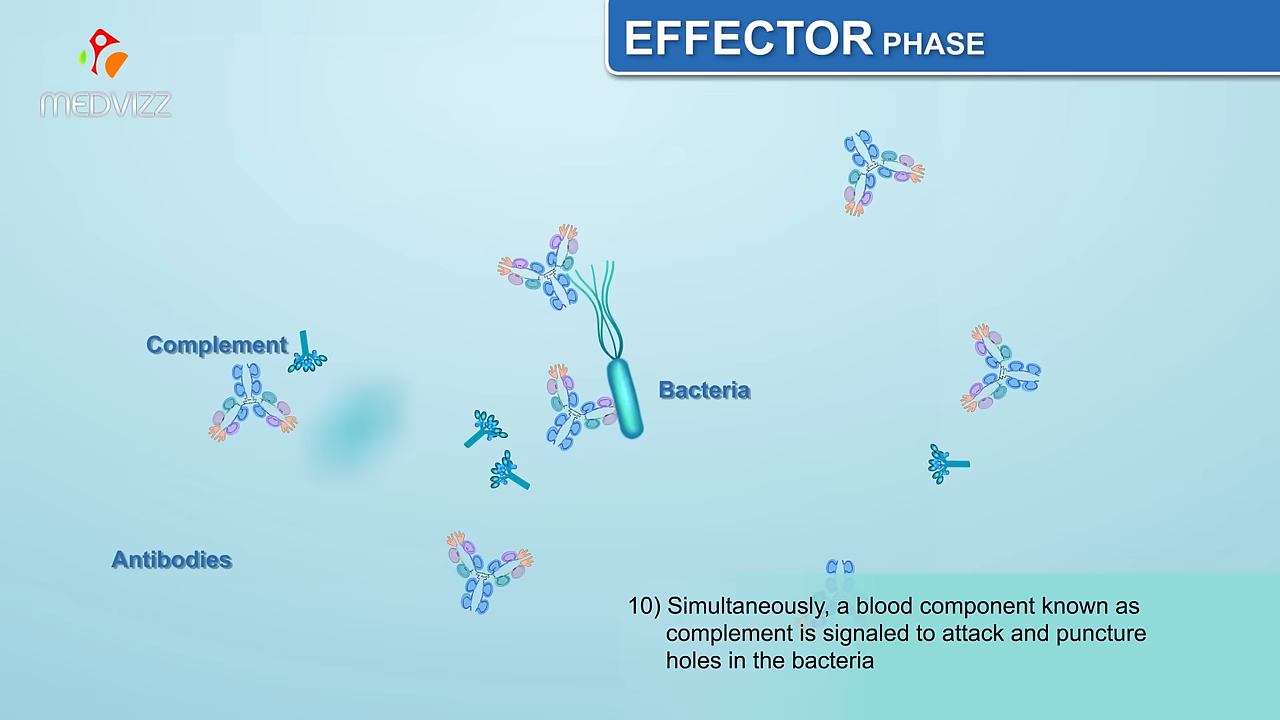 EFFECTOR PHASE
MEDVIZZ
Complement
Bacteria
Antibodies
10) Simultaneously, a blood component known as
complement is signaled to attack and puncture
holes in the bacteria